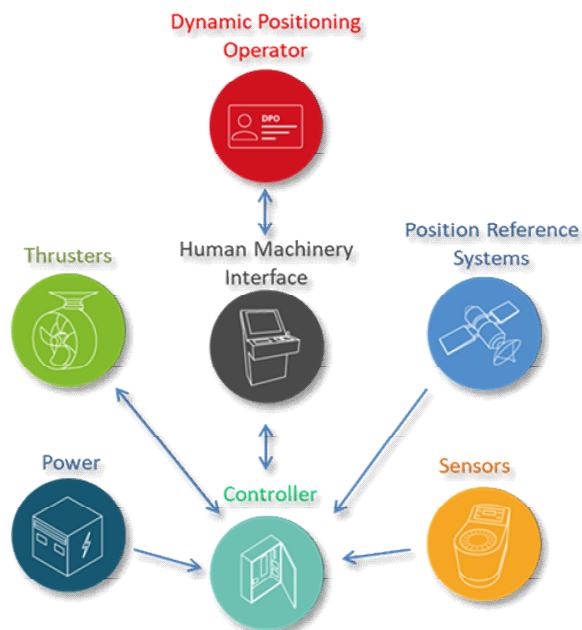 Dynamic Positioning
Operator
DPO
Thrusters
Human Machinery
Interface
Position Reference
Systems
Power
Controller
Sensors